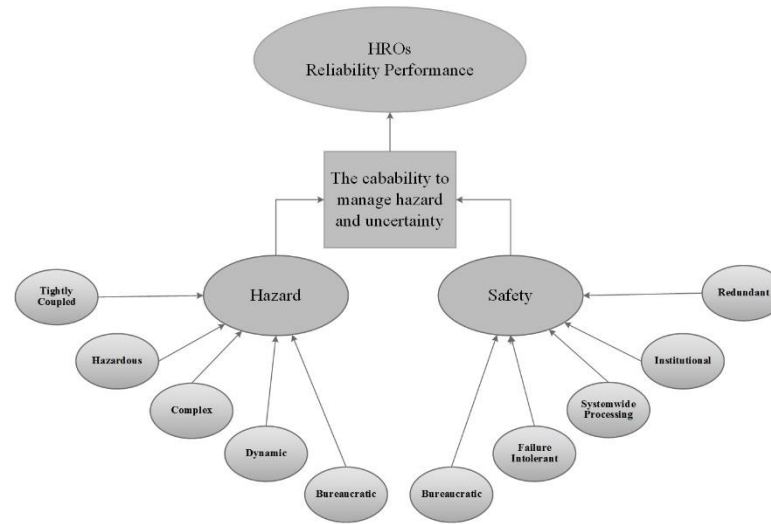 HROs
Reliability Performance
The cabability to
manage hazard
and uncertainty
Hazard
Safety
Tightly
Coupled
Redundant
Hazardous
Institutional
Complex
Systemwide
Processing
Dynamic
Failure
Intolerant
Bureaucratic
Bureaucratic